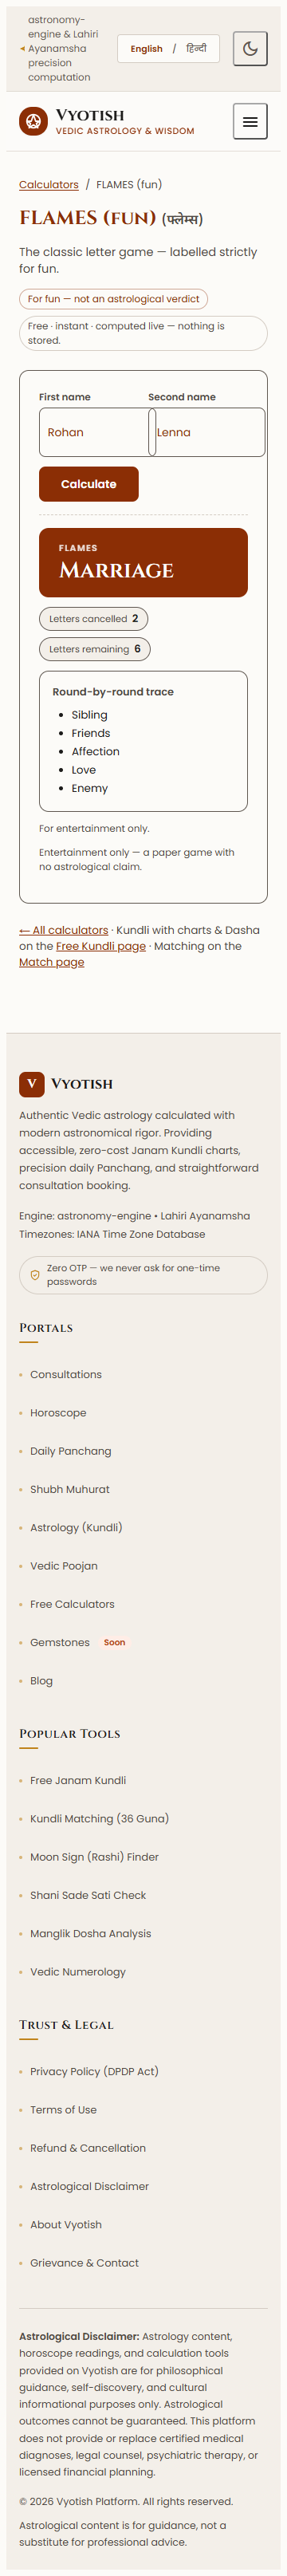 astronomy-
engine & Lahiri
Ayanamsha
precision
computation
English / हिन्दी
Vyotish
VEDIC ASTROLOGY & WISDOM
Calculators / FLAMES (fun)
FLAMES (fun) (फ्लेम्स)
The classic letter game — labelled strictly
for fun.
For fun — not an astrological verdict
Free · instant · computed live — nothing is
stored.
First name Second name
Rohan Lenna
Calculate
FLAMES
Marriage
Letters cancelled 2
Letters remaining 6
Round-by-round trace
Sibling
Friends
Affection
Love
Enemy
For entertainment only.
Entertainment only — a paper game with
no astrological claim.
← All calculators · Kundli with charts & Dasha
on the Free Kundli page · Matching on the
Match page
V Vyotish
Authentic Vedic astrology calculated with
modern astronomical rigor. Providing
accessible, zero-cost Janam Kundli charts,
precision daily Panchang, and straightforward
consultation booking.
Engine: astronomy-engine • Lahiri Ayanamsha
Timezones: IANA Time Zone Database
Zero OTP — we never ask for one-time
passwords
Portals
Consultations
Horoscope
Daily Panchang
Shubh Muhurat
Astrology (Kundli)
Vedic Poojan
Free Calculators
Gemstones Soon
Blog
Popular Tools
Free Janam Kundli
Kundli Matching (36 Guna)
Moon Sign (Rashi) Finder
Shani Sade Sati Check
Manglik Dosha Analysis
Vedic Numerology
Trust & Legal
Privacy Policy (DPDP Act)
Terms of Use
Refund & Cancellation
Astrological Disclaimer
About Vyotish
Grievance & Contact
Astrological Disclaimer: Astrology content,
horoscope readings, and calculation tools
provided on Vyotish are for philosophical
guidance, self-discovery, and cultural
informational purposes only. Astrological
outcomes cannot be guaranteed. This platform
does not provide or replace certified medical
diagnoses, legal counsel, psychiatric therapy, or
licensed financial planning.
© 2026 Vyotish Platform. All rights reserved.
Astrological content is for guidance, not a
substitute for professional advice.